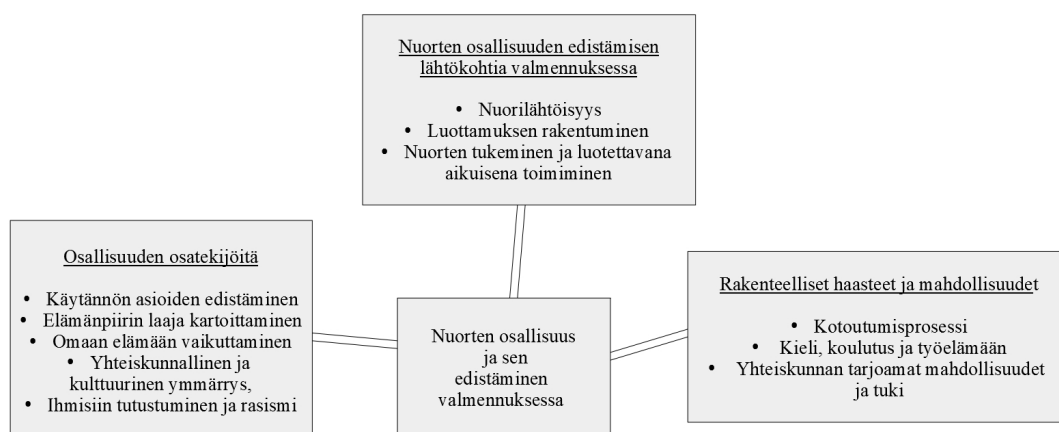 Nuorten osallisuuden edistämisen
lähtökohtia valmennuksessa
• Nuorilähtöisyys
• Luottamuksen rakentuminen
• Nuorten tukeminen ja luotettavana
aikuisena toimiminen
Osallisuuden osatekijöitä
• Käytännön asioiden edistäminen
• Elämänpiirin laaja kartoittaminen
• Omaan elämään vaikuttaminen
• Yhteiskunnallinen ja
kulttuurinen ymmärrys,
• Ihmisiin tutustuminen ja rasismi
Nuorten osallisuus
ja sen
edistäminen
valmennuksessa
Rakenteelliset haasteet ja mahdollisuudet
• Kotoutumisprosessi
• Kieli, koulutus ja työelämään
• Yhteiskunnan tarjoamat mahdollisuudet
ja tuki